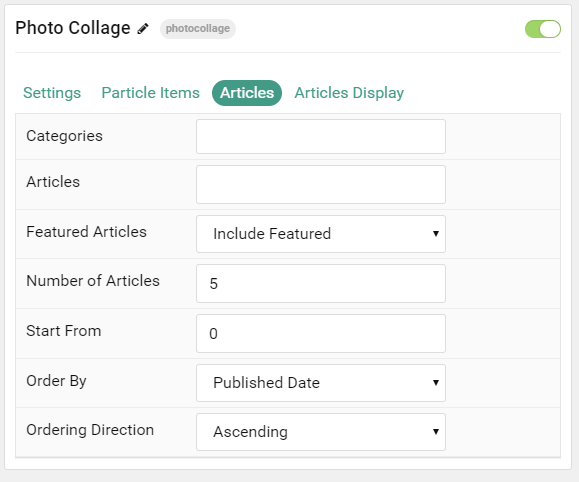 Photo Collage photocollage
Settings Particle Items Articles Articles Display
Categories
Articles
Featured Articles Include Featured
Number of Articles 5
Start From 0
Order By Published Date
Ordering Direction Ascending